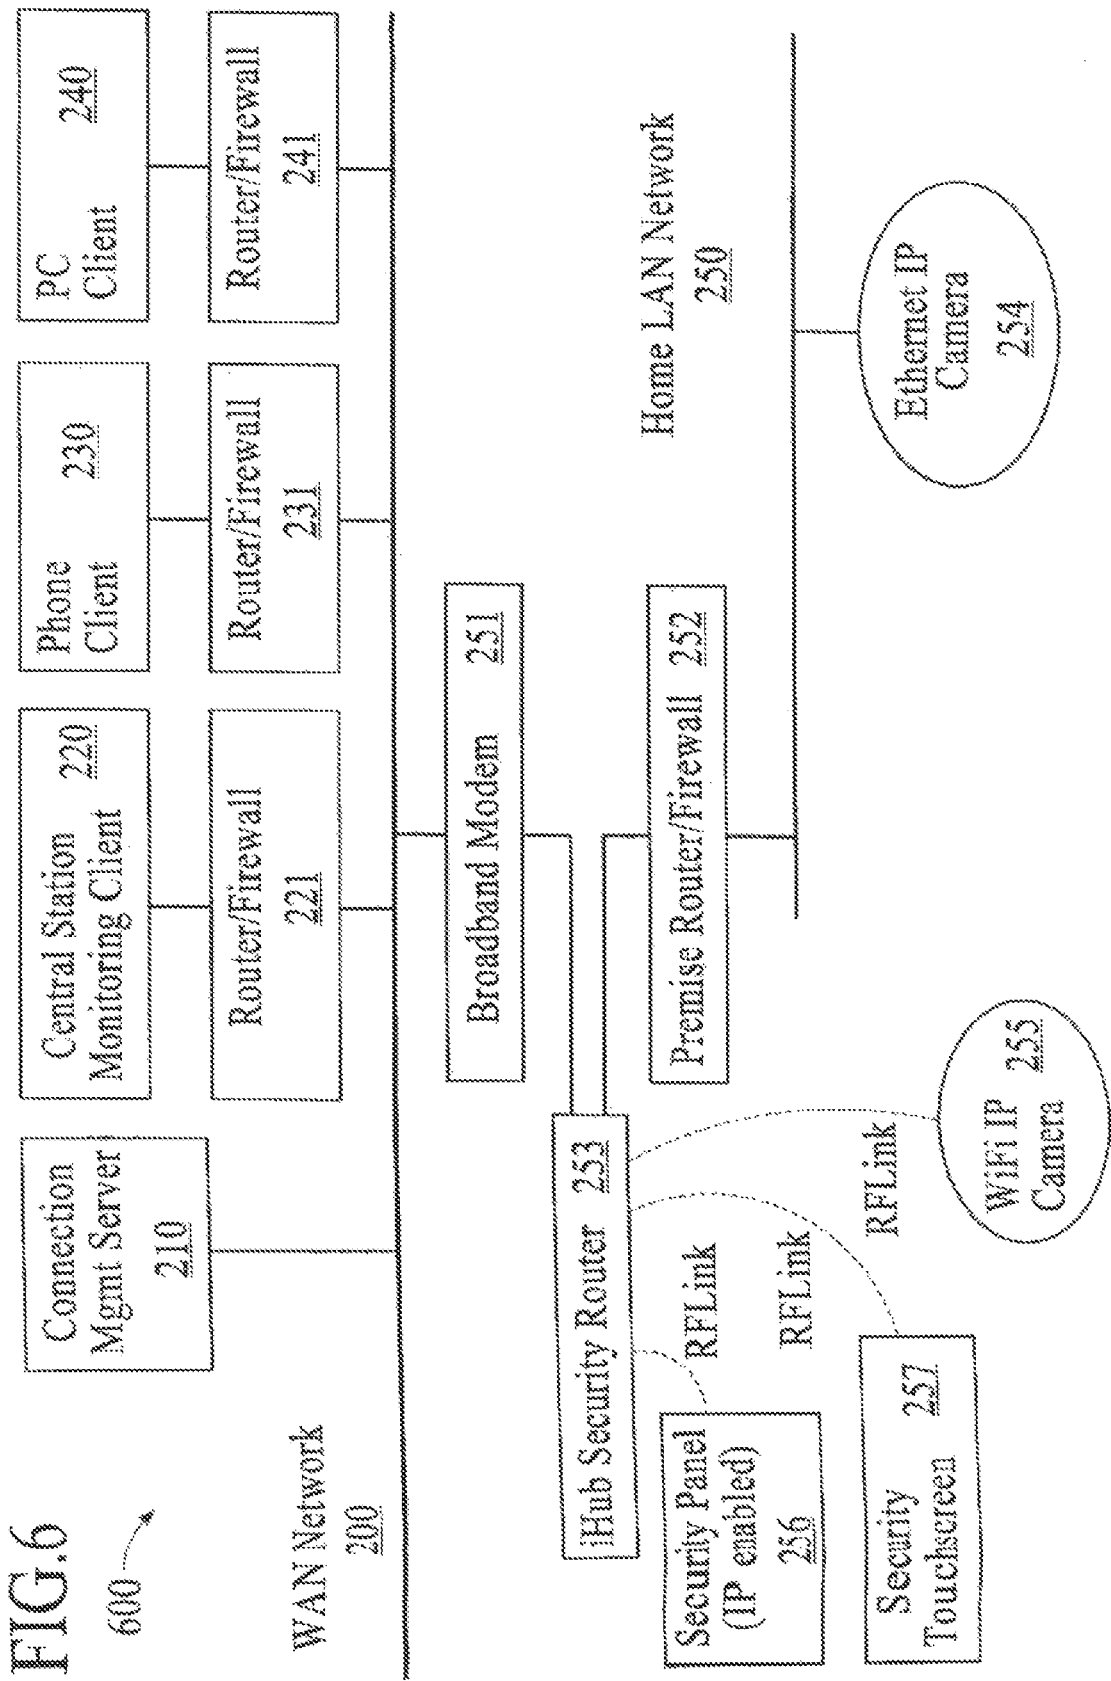 FIG.6
600
WAN Network
200
Connection
Mgmt Server
210
Central Station
Monitoring Client
220
Phone
Client
230
PC
Client
240
Router/Firewall
221
Router/Firewall
231
Router/Firewall
241
Broadband Modem 251
iHub Security Router 253
Premise Router/Firewall 252
Home LAN Network
250
Security Panel
(IP enabled)
256
RFLink
RFLink
RFLink
Security
Touchscreen
257
WiFi IP
Camera
255
Ethernet IP
Camera
254